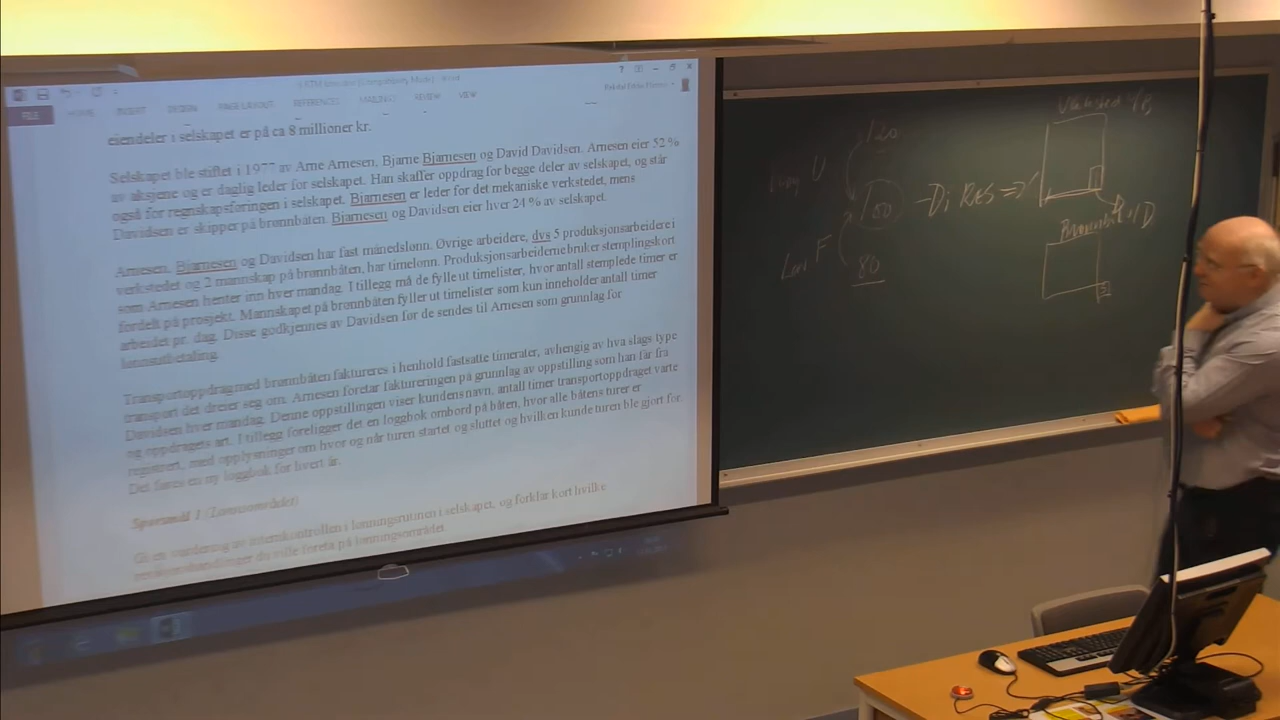 FILE HOME INSERT DESIGN PAGE LAYOUT REFERENCES MAILINGS REVIEW VIEW
eiendeler i selskapet er på ca 8 millioner kr.
Selskapet ble stiftet i 1977 av Arne Arnesen, Bjarne Bjarnesen og David Davidsen. Arnesen eier 52 %
av aksjene og er daglig leder for selskapet. Han skaffer oppdrag for begge deler av selskapet, og står
også for regnskapsføringen i selskapet. Bjarnesen er leder for det mekaniske verkstedet, mens
Davidsen er skipper på brønnbåten. Bjarnesen og Davidsen eier hver 24 % av selskapet.
Arnesen, Bjarnesen og Davidsen har fast månedslønn. Øvrige arbeidere, dvs 5 produksjonsarbeidere i
verkstedet og 2 mannskap på brønnbåten, har timelønn. Produksjonsarbeiderne bruker stemplingskort
som Arnesen henter inn hver mandag. I tillegg må de fylle ut timelister, hvor antall stemplede timer er
fordelt på prosjekt. Mannskapet på brønnbåten fyller ut timelister som kun inneholder antall timer
arbeidet pr. dag. Disse godkjennes av Davidsen før de sendes til Arnesen som grunnlag for
lønnsutbetaling.
Transportoppdrag med brønnbåten faktureres i henhold fastsatte timerater, avhengig av hva slags type
transport det dreier seg om. Arnesen foretar faktureringen på grunnlag av oppstilling som han får fra
Davidsen hver mandag. Denne oppstillingen viser kundens navn, antall timer transportoppdraget varte
og oppdragets art. I tillegg foreligger det en loggbok ombord på båten, hvor alle båtens turer er
registrert, med opplysninger om hvor og når turen startet og sluttet og hvilken kunde turen ble gjort for.
Det føres en ny loggbok for hvert år.
Spørsmål 1 (Lønnsområdet)
Gi en vurdering av internkontrollen i lønningsrutinen i selskapet, og forklar kort hvilke
revisjonshandlinger du ville foreta på lønningsområdet.
120
U
100
F
80